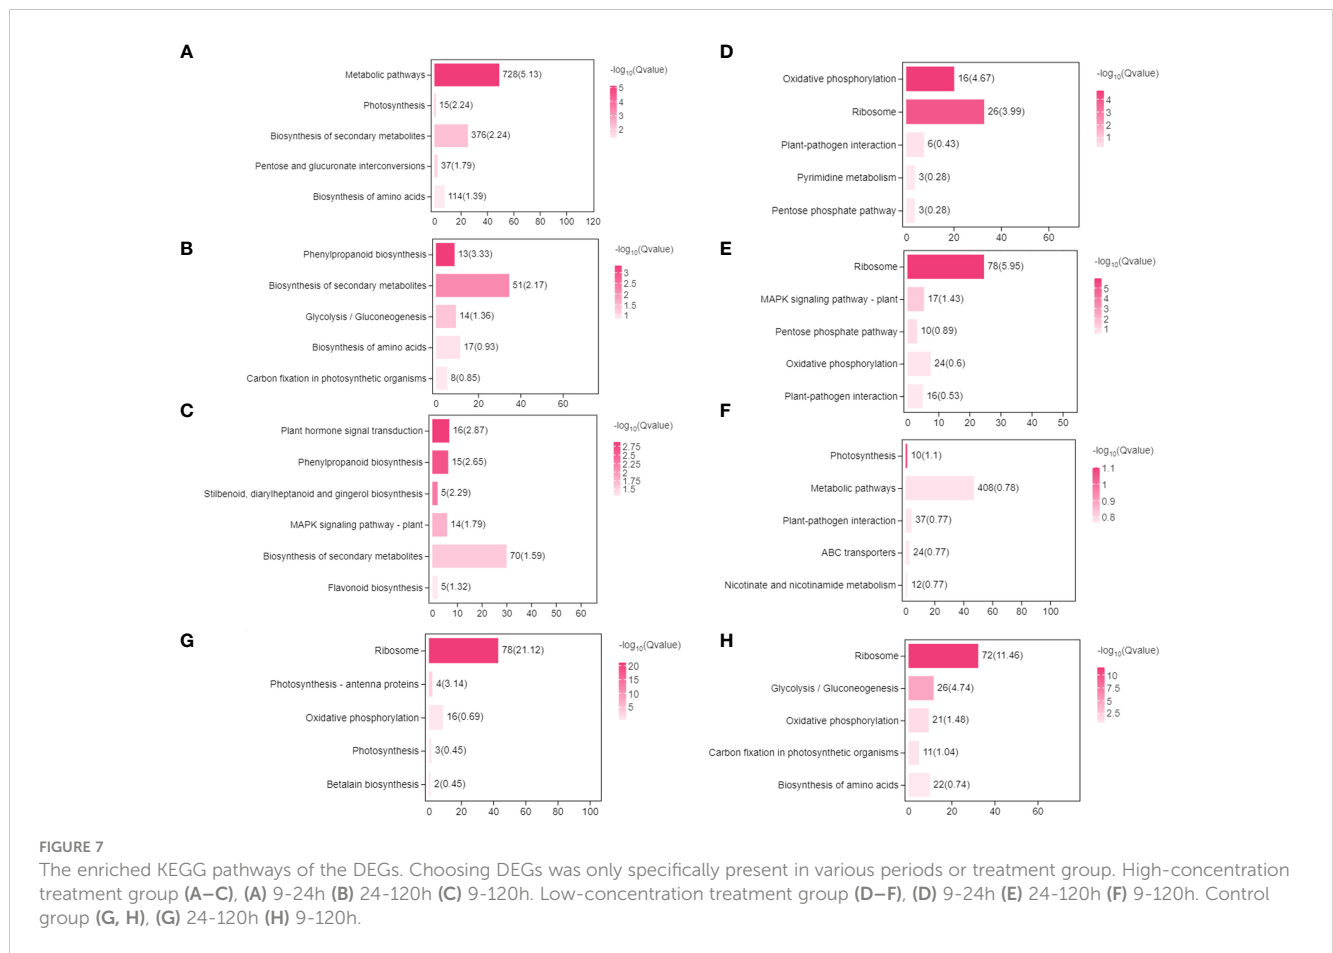 A
Metabolic pathways
728(5.13)
Photosynthesis
15(2.24)
Biosynthesis of secondary metabolites
376(2.24)
Pentose and glucuronate interconversions
37(1.79)
Biosynthesis of amino acids
114(1.39)
0 20 40 60 80 100 120
-log10(Qvalue)
5
4
3
2
B
Phenylpropanoid biosynthesis
13(3.33)
Biosynthesis of secondary metabolites
51(2.17)
Glycolysis / Gluconeogenesis
14(1.36)
Biosynthesis of amino acids
17(0.93)
Carbon fixation in photosynthetic organisms
8(0.85)
0 20 40 60
-log10(Qvalue)
3
2.5
2
1.5
1
C
Plant hormone signal transduction
16(2.87)
Phenylpropanoid biosynthesis
15(2.65)
Stilbenoid, diarylheptanoid and gingerol biosynthesis
5(2.29)
MAPK signaling pathway - plant
14(1.79)
Biosynthesis of secondary metabolites
70(1.59)
Flavonoid biosynthesis
5(1.32)
0 10 20 30 40 50 60
-log10(Qvalue)
2.75
2.5
2.25
2
1.75
1.5
D
Oxidative phosphorylation
16(4.67)
Ribosome
26(3.99)
Plant-pathogen interaction
6(0.43)
Pyrimidine metabolism
3(0.28)
Pentose phosphate pathway
3(0.28)
0 20 40 60
-log10(Qvalue)
4
3
2
1
E
Ribosome
78(5.95)
MAPK signaling pathway - plant
17(1.43)
Pentose phosphate pathway
10(0.89)
Oxidative phosphorylation
24(0.6)
Plant-pathogen interaction
16(0.53)
0 10 20 30 40 50
-log10(Qvalue)
5
4
3
2
1
F
Photosynthesis
10(1.1)
Metabolic pathways
408(0.78)
Plant-pathogen interaction
37(0.77)
ABC transporters
24(0.77)
Nicotinate and nicotinamide metabolism
12(0.77)
0 20 40 60 80 100
-log10(Qvalue)
1.1
1
0.9
0.8
G
Ribosome
78(21.12)
Photosynthesis - antenna proteins
4(3.14)
Oxidative phosphorylation
16(0.69)
Photosynthesis
3(0.45)
Betalain biosynthesis
2(0.45)
0 20 40 60 80 100
-log10(Qvalue)
20
15
10
5
H
Ribosome
72(11.46)
Glycolysis / Gluconeogenesis
26(4.74)
Oxidative phosphorylation
21(1.48)
Carbon fixation in photosynthetic organisms
11(1.04)
Biosynthesis of amino acids
22(0.74)
0 20 40 60
-log10(Qvalue)
10
7.5
5
2.5
FIGURE 7
The enriched KEGG pathways of the DEGs. Choosing DEGs was only specifically present in various periods or treatment group. High-concentration
treatment group (A–C), (A) 9-24h (B) 24-120h (C) 9-120h. Low-concentration treatment group (D–F), (D) 9-24h (E) 24-120h (F) 9-120h. Control
group (G, H), (G) 24-120h (H) 9-120h.